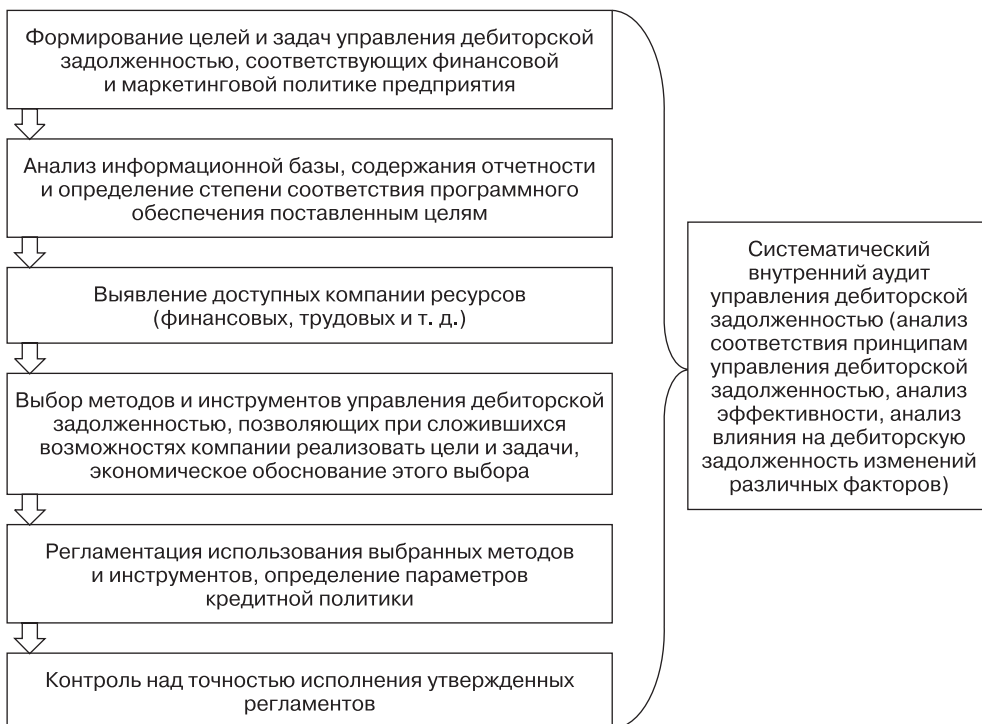 Формирование целей и задач управления дебиторской
задолженностью, соответствующих финансовой
и маркетинговой политике предприятия
Анализ информационной базы, содержания отчетности
и определение степени соответствия программного
обеспечения поставленным целям
Выявление доступных компании ресурсов
(финансовых, трудовых и т. д.)
Выбор методов и инструментов управления дебиторской
задолженностью, позволяющих при сложившихся
возможностях компании реализовать цели и задачи,
экономическое обоснование этого выбора
Регламентация использования выбранных методов
и инструментов, определение параметров
кредитной политики
Контроль над точностью исполнения утвержденных
регламентов
Систематический
внутренний аудит
управления дебиторской
задолженностью (анализ
соответствия принципам
управления дебиторской
задолженностью, анализ
эффективности, анализ
влияния на дебиторскую
задолженность изменений
различных факторов)